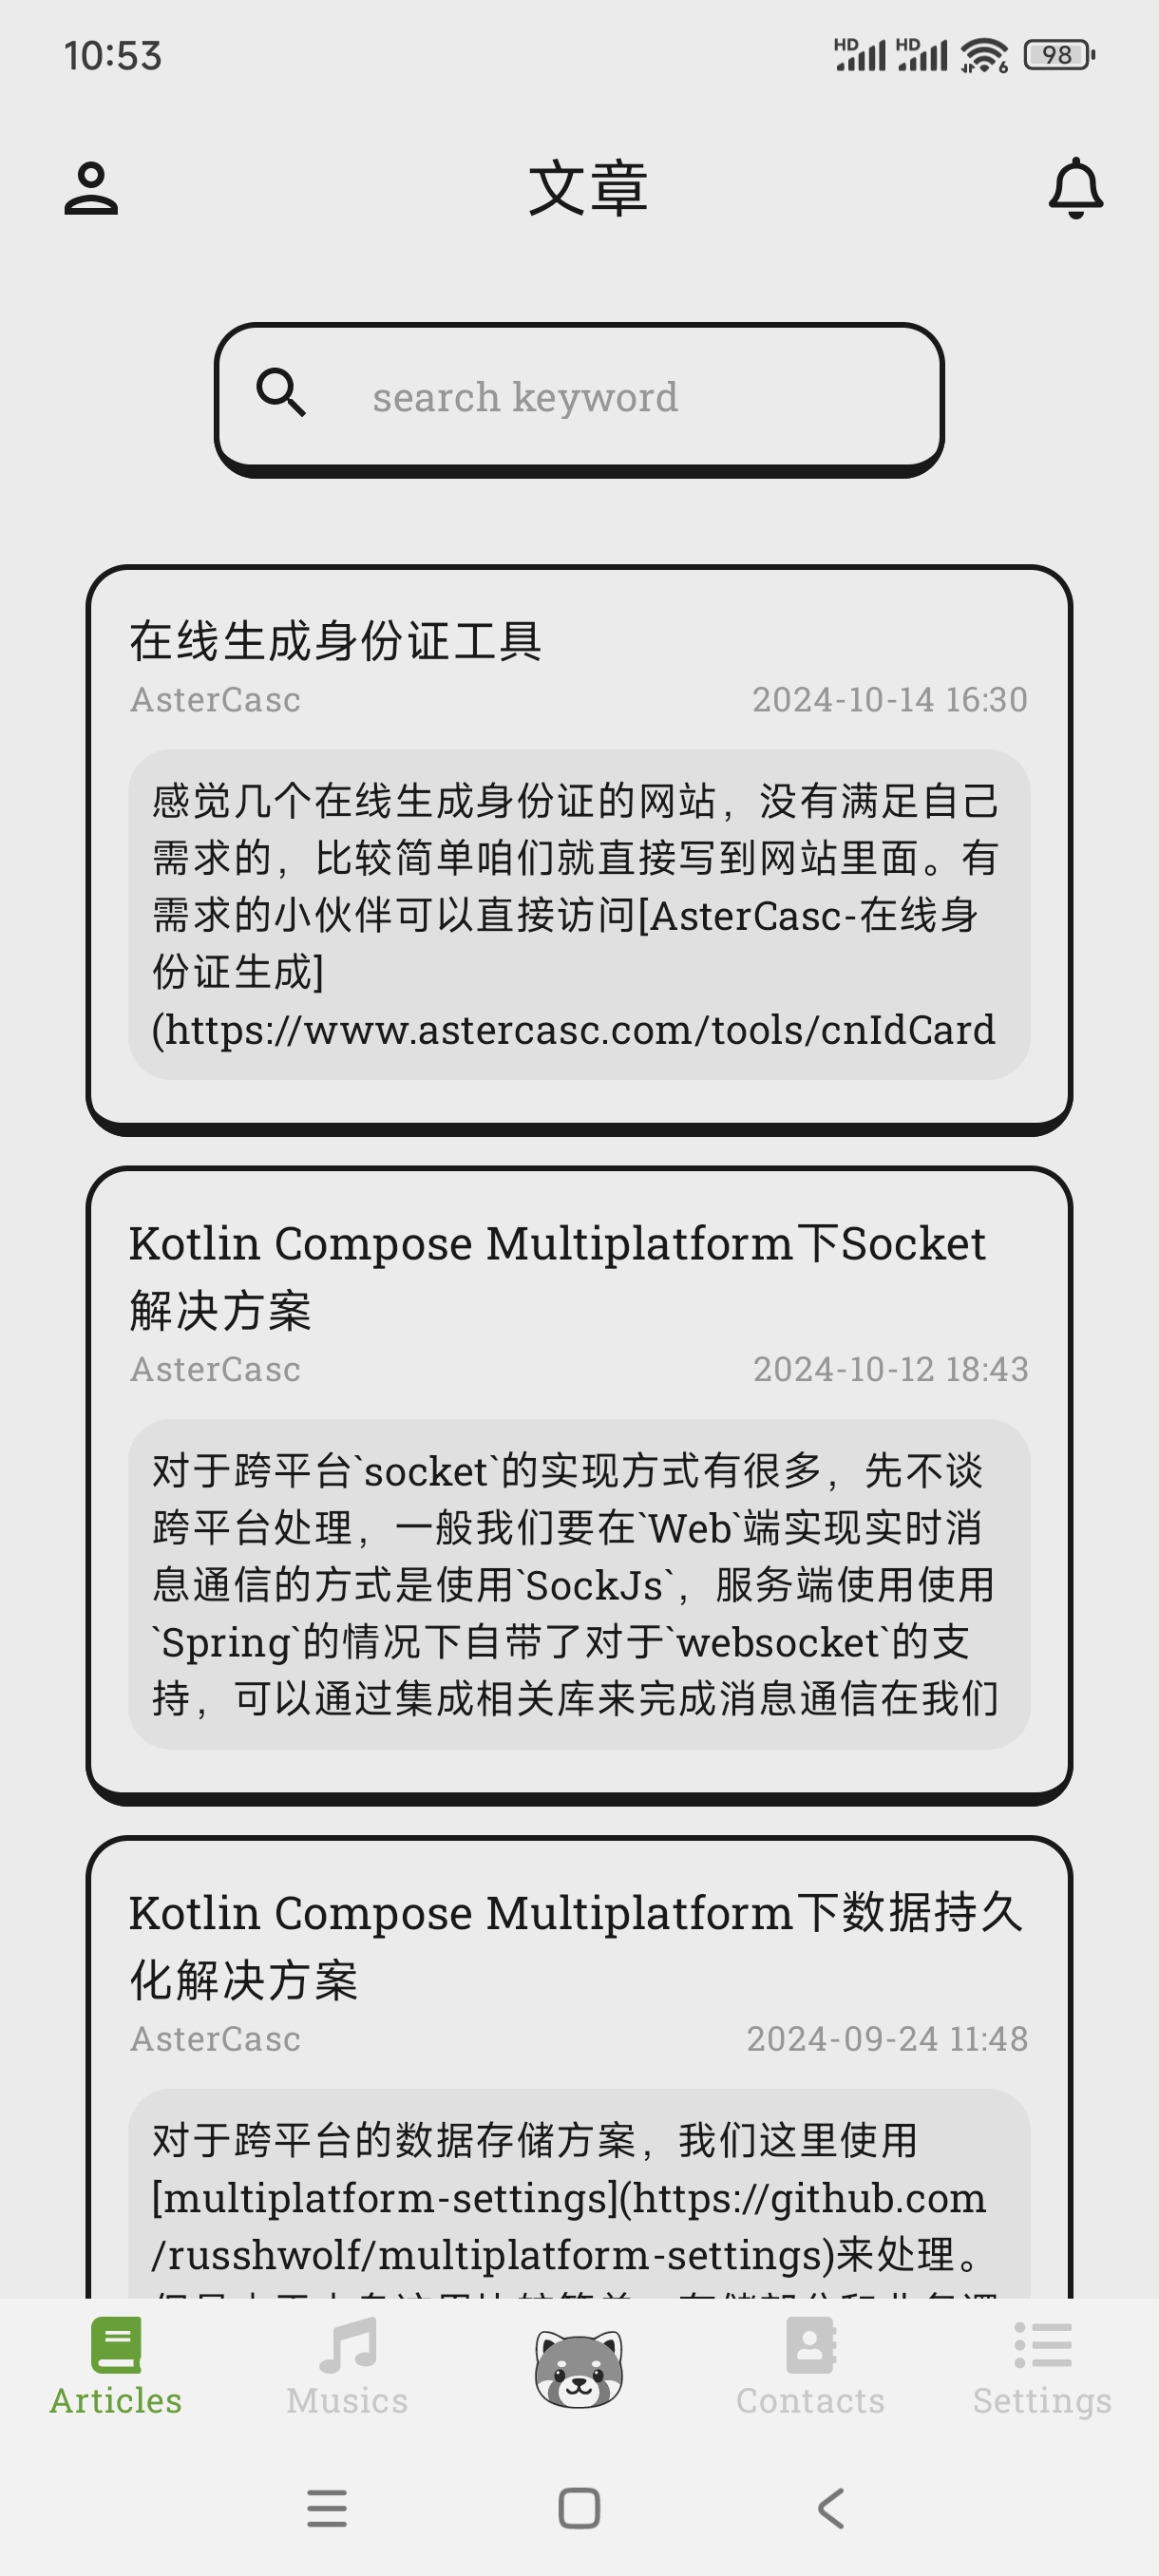 10:53
HD HD 6 98
文章
search keyword
在线生成身份证工具
AsterCasc 2024-10-14 16:30
感觉几个在线生成身份证的网站，没有满足自己
需求的，比较简单咱们就直接写到网站里面。有
需求的小伙伴可以直接访问[AsterCasc-在线身
份证生成]
(https://www.astercasc.com/tools/cnIdCard
Kotlin Compose Multiplatform下Socket
解决方案
AsterCasc 2024-10-12 18:43
对于跨平台`socket`的实现方式有很多，先不谈
跨平台处理，一般我们要在`Web`端实现实时消
息通信的方式是使用`SockJs`，服务端使用使用
`Spring`的情况下自带了对于`websocket`的支
持，可以通过集成相关库来完成消息通信在我们
Kotlin Compose Multiplatform下数据持久
化解决方案
AsterCasc 2024-09-24 11:48
对于跨平台的数据存储方案，我们这里使用
[multiplatform-settings](https://github.com
/russhwolf/multiplatform-settings)来处理。
Articles Musics Contacts Settings